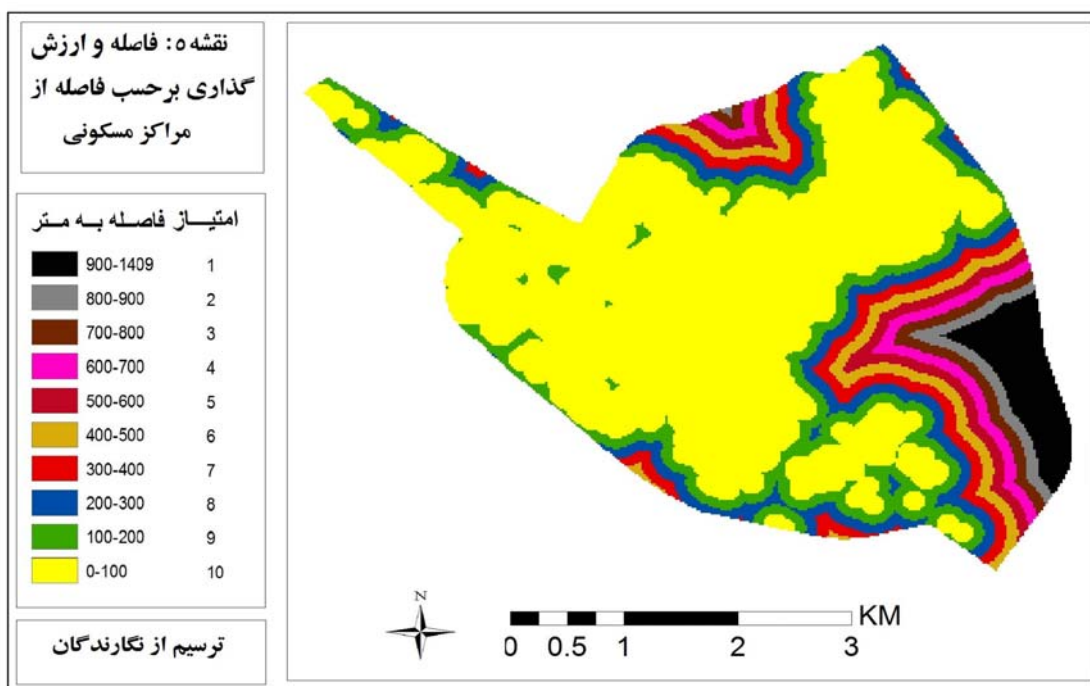 نقشه ۵: فاصله و ارزش
گذاری برحسب فاصله از
مراکز مسکونی
امتیـــاز فاصـله بـه متـر
900-1409 1
800-900 2
700-800 3
600-700 4
500-600 5
400-500 6
300-400 7
200-300 8
100-200 9
0-100 10
ترسیم از نگارندگان
N
KM
0 0.5 1 2 3